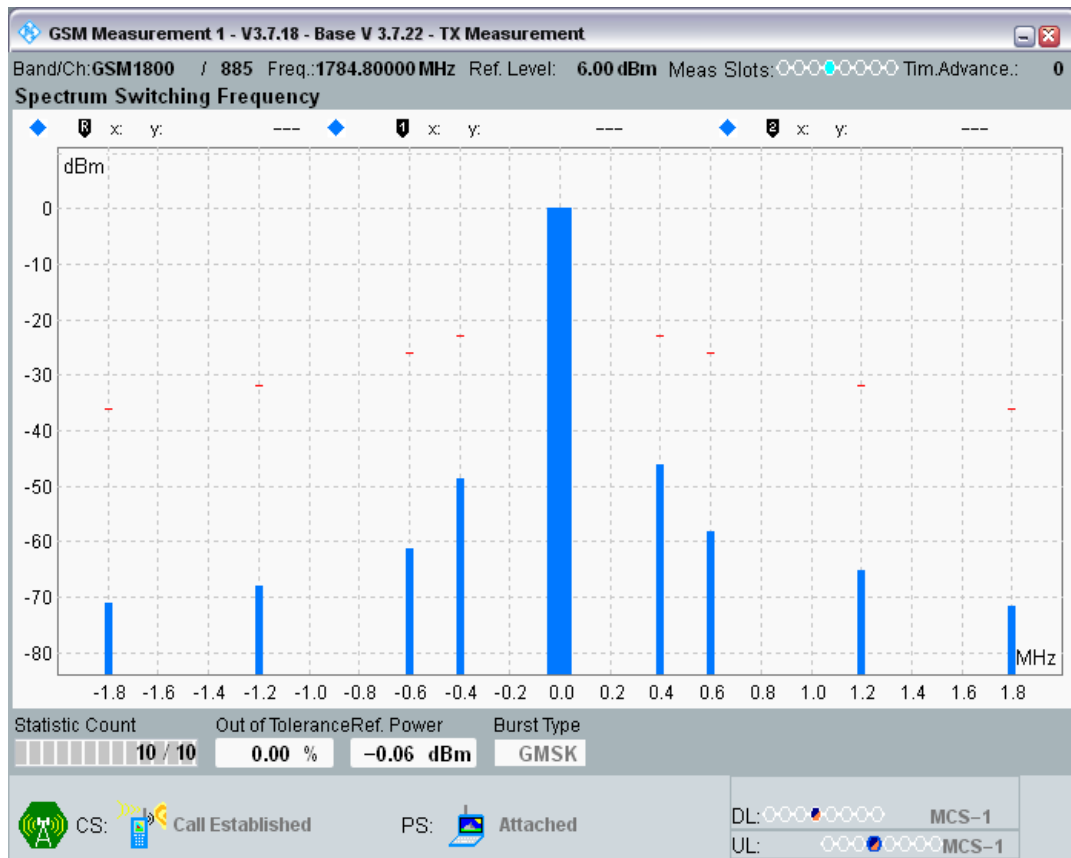 GSM Measurement 1 - V3.7.18 - Base V 3.7.22 - TX Measurement
Band/Ch:GSM1800 / 885 Freq.:1784.80000 MHz Ref. Level: 6.00 dBm Meas Slots: Tim.Advance.: 0
Spectrum Switching Frequency
R x: y: --- 1 x: y: --- 2 x: y: ---
dBm
0
-10
-20
-30
-40
-50
-60
-70
-80
MHz
-1.8 -1.6 -1.4 -1.2 -1.0 -0.8 -0.6 -0.4 -0.2 0.0 0.2 0.4 0.6 0.8 1.0 1.2 1.4 1.6 1.8
Statistic Count Out of Tolerance Ref. Power Burst Type
10 / 10 0.00 % −0.06 dBm GMSK
CS: Call Established PS: Attached DL: MCS−1
UL: MCS−1